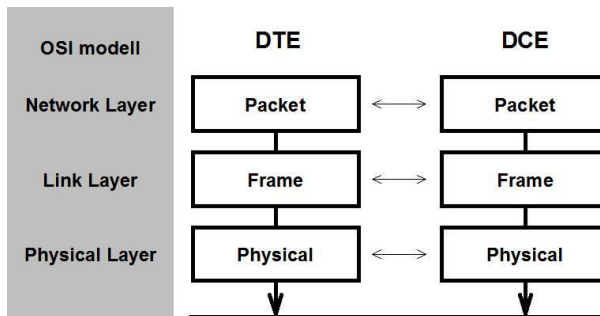 OSI modell DTE DCE
Network Layer Packet Packet
Link Layer Frame Frame
Physical Layer Physical Physical